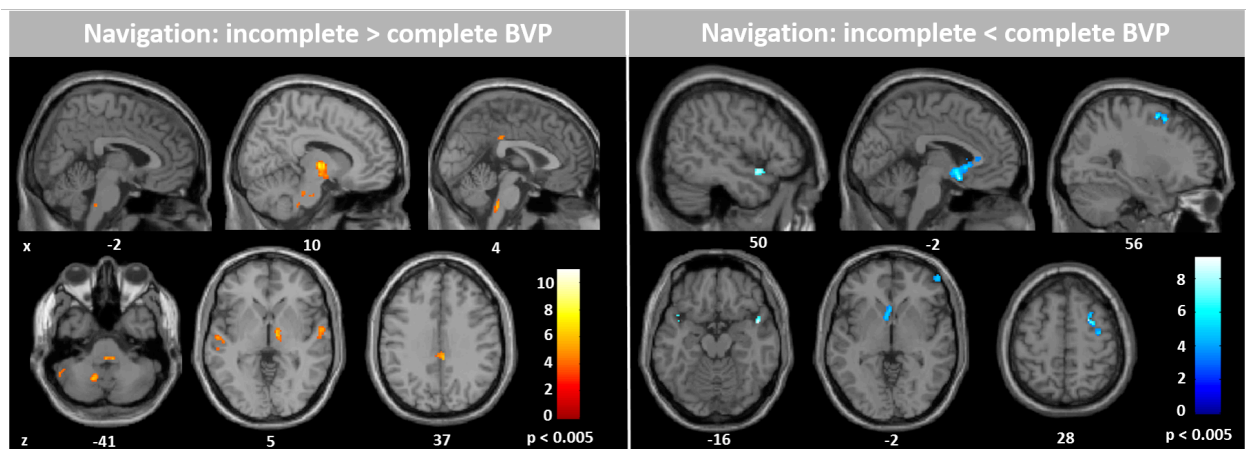 Navigation: incomplete > complete BVP
x -2 10 4
10
8
6
4
2
0
p < 0.005
z -41 5 37
Navigation: incomplete < complete BVP
50 -2 56
8
6
4
2
0
p < 0.005
-16 -2 28